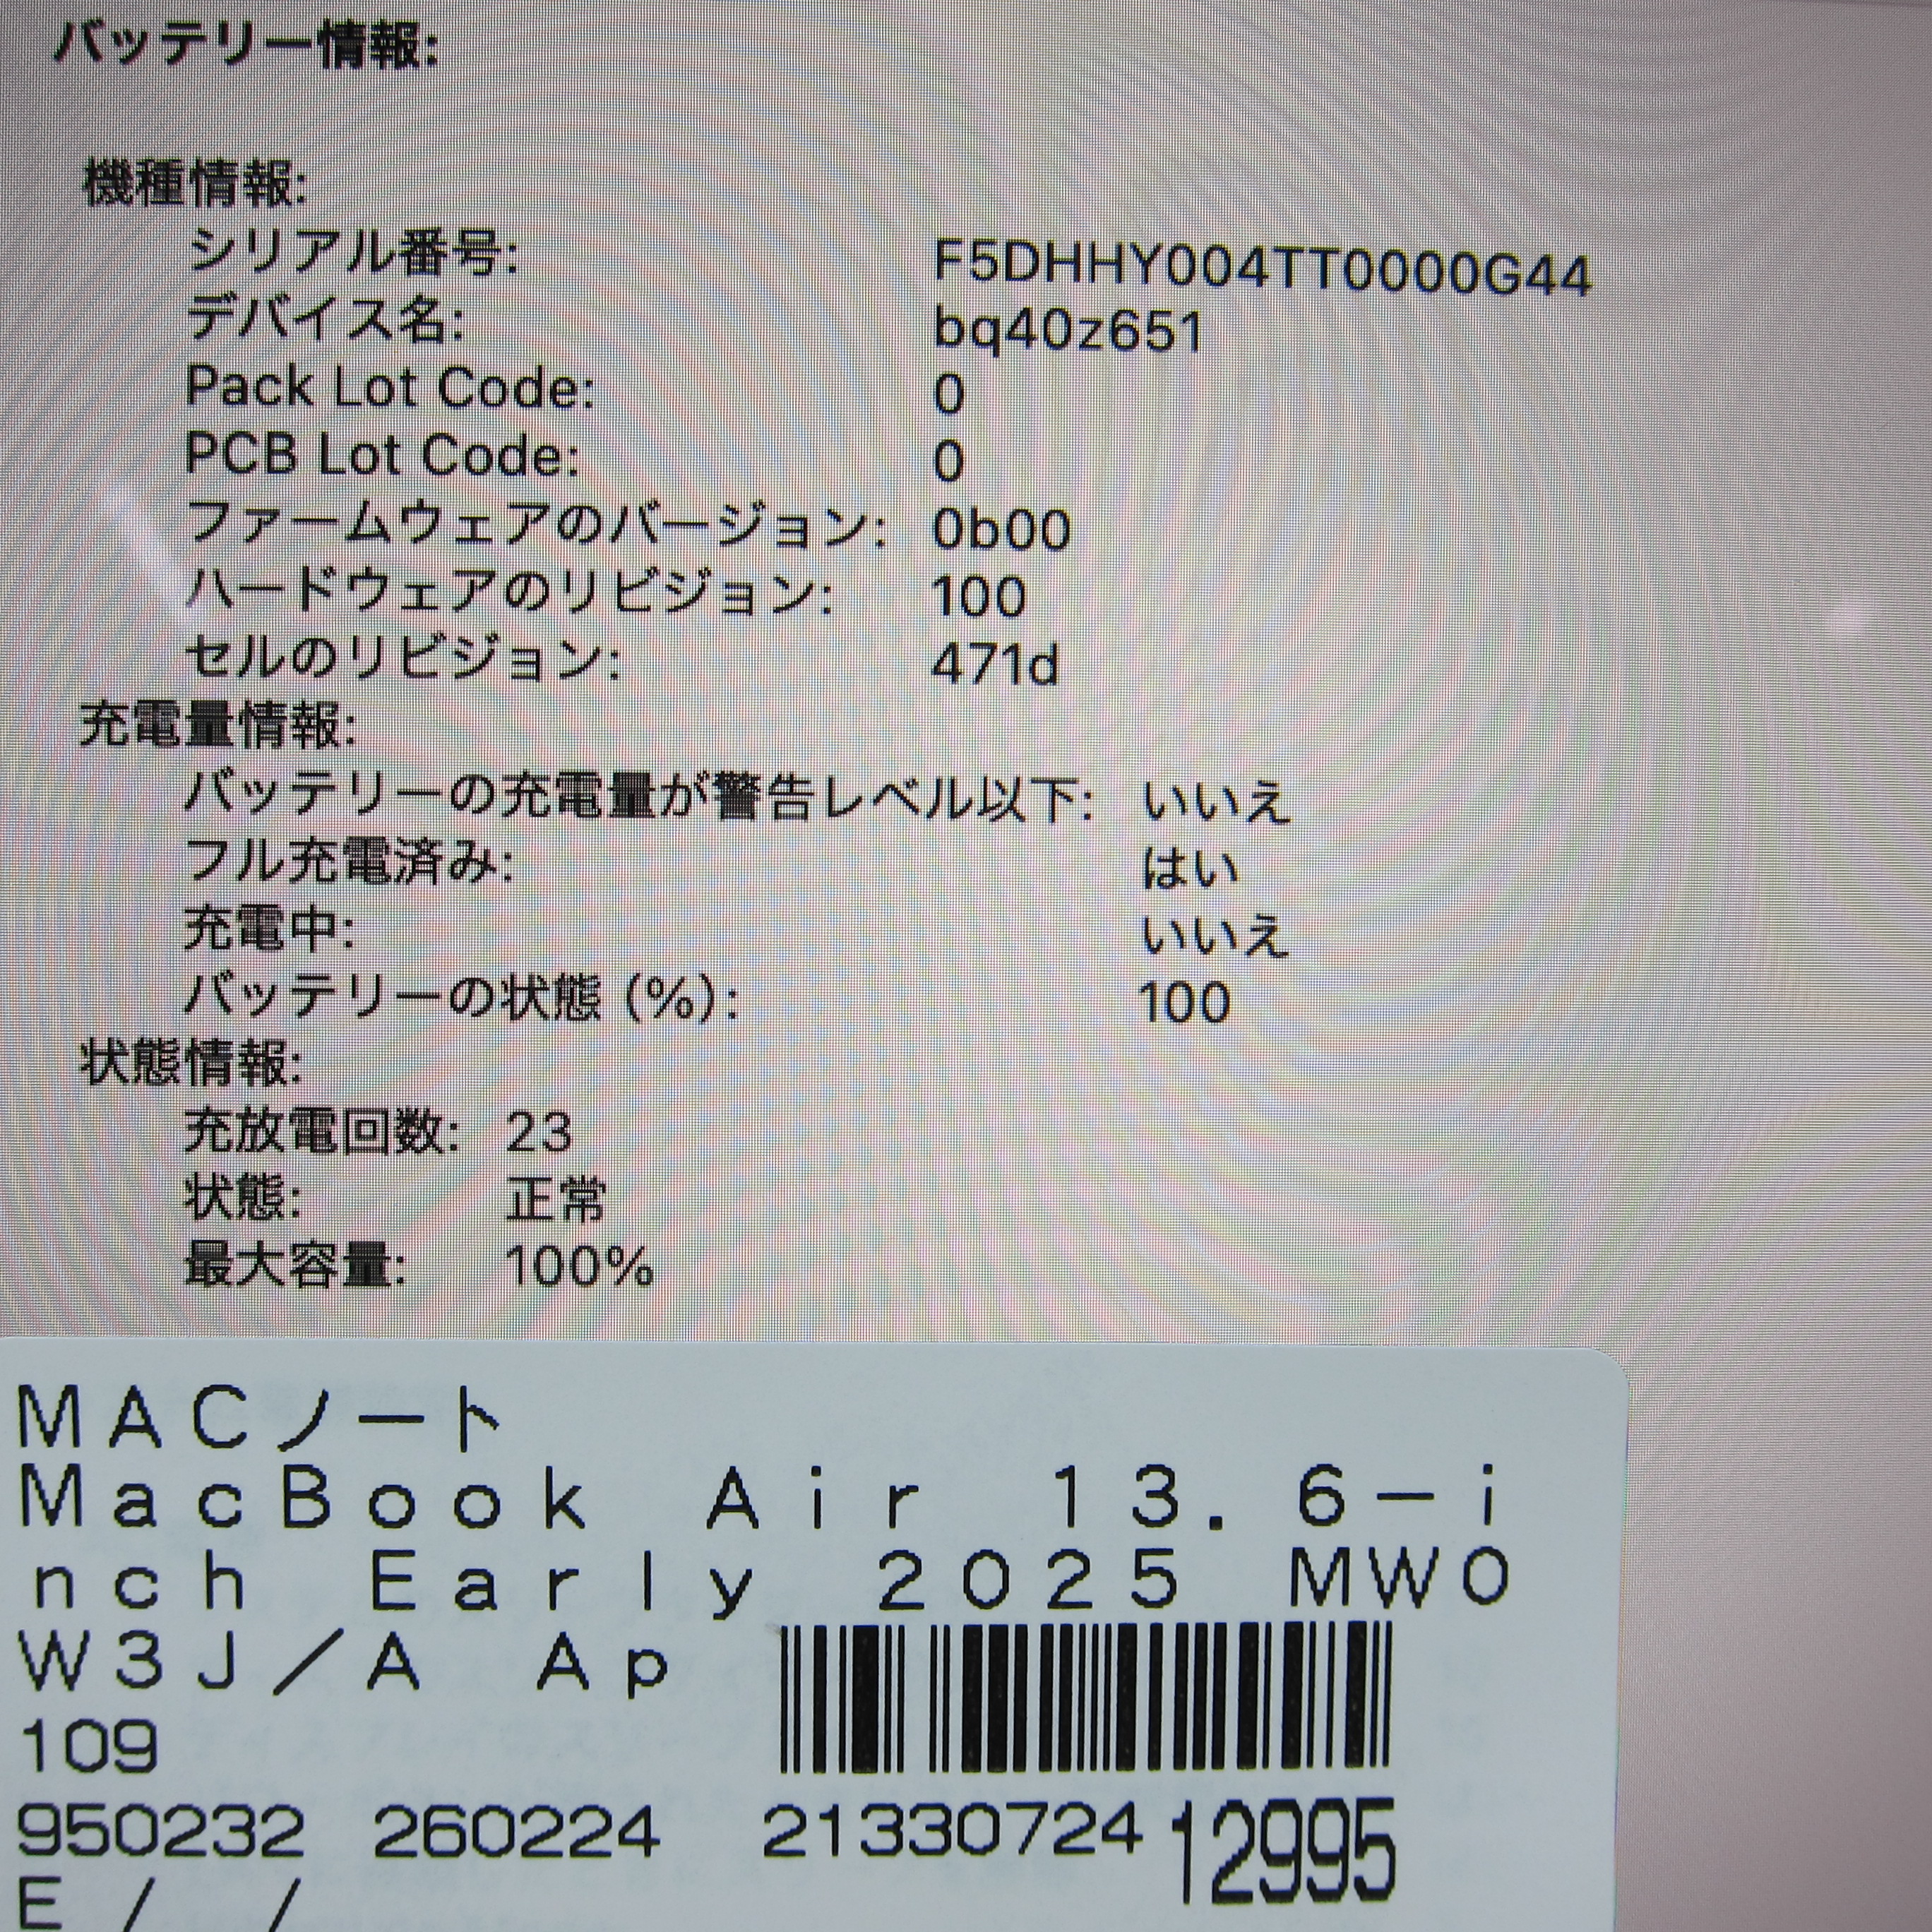 バッテリー情報:
機種情報:
シリアル番号: F5DHHY004TT0000G44
デバイス名: bq40z651
Pack Lot Code: 0
PCB Lot Code: 0
ファームウェアのバージョン: 0b00
ハードウェアのリビジョン: 100
セルのリビジョン: 471d
充電量情報:
バッテリーの充電量が警告レベル以下: いいえ
フル充電済み: はい
充電中: いいえ
バッテリーの状態 (%): 100
状態情報:
充放電回数: 23
状態: 正常
最大容量: 100%
MACノート
MacBook Air 13.6-i
nch Early 2025 MW0
W3J/A Ap
109
950232 260224 21330724 12995
E / /